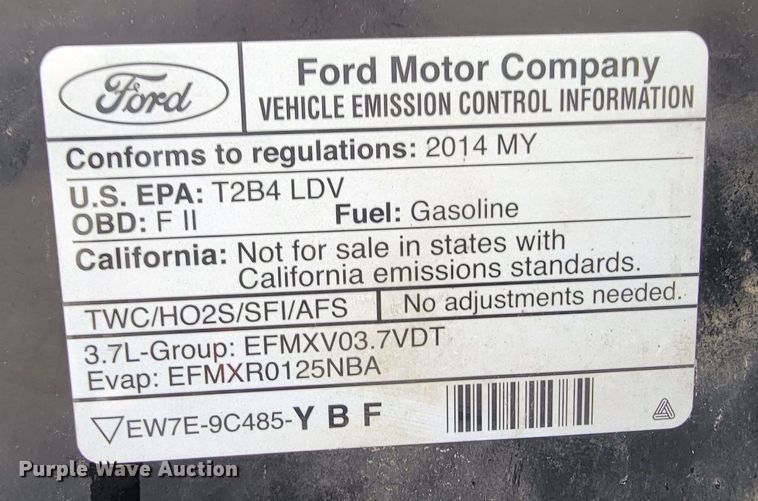 Ford
Ford Motor Company
VEHICLE EMISSION CONTROL INFORMATION
Conforms to regulations: 2014 MY
U.S. EPA: T2B4 LDV
OBD: F II Fuel: Gasoline
California: Not for sale in states with
California emissions standards.
TWC/HO2S/SFI/AFS No adjustments needed.
3.7L-Group: EFMXV03.7VDT
Evap: EFMXR0125NBA
EW7E-9C485-Y B F
Purple Wave Auction